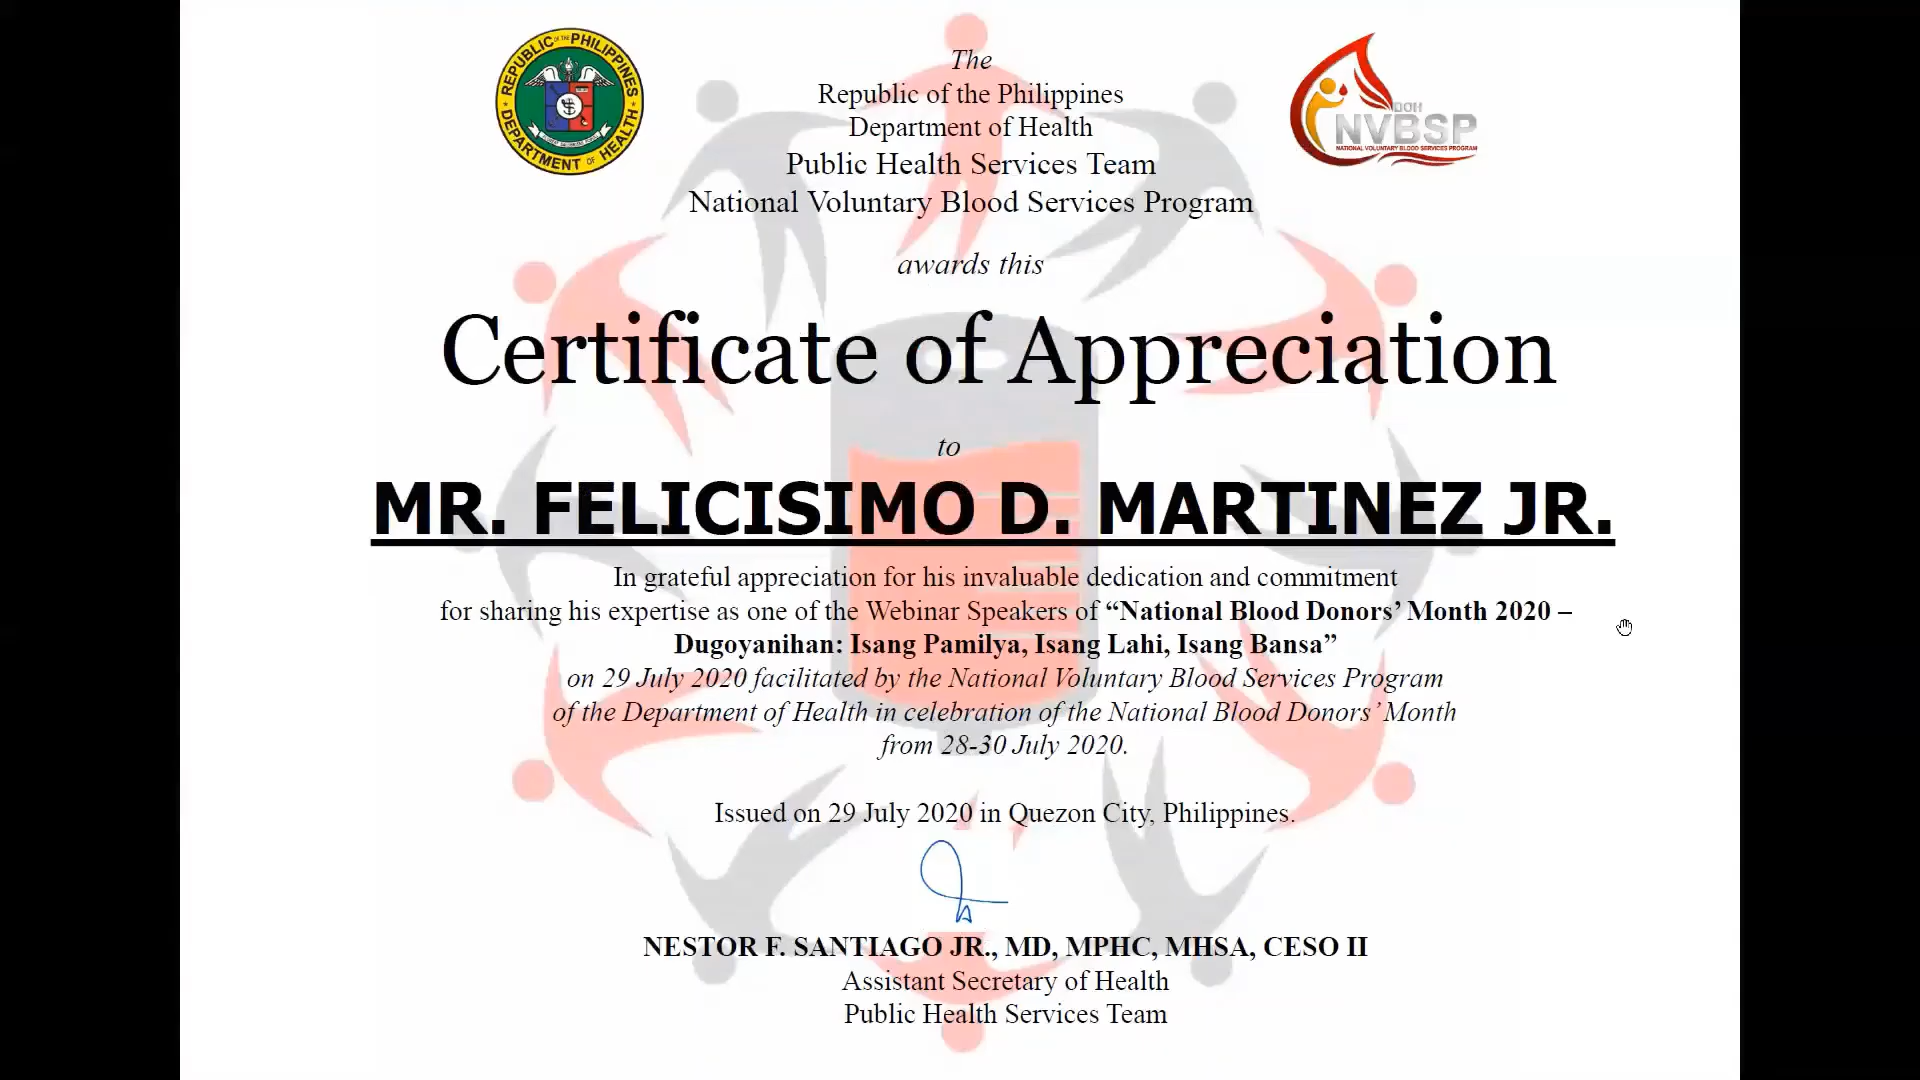 REPUBLIC OF THE PHILIPPINES
DEPARTMENT OF HEALTH
DOH
NVBSP
NATIONAL VOLUNTARY BLOOD SERVICES PROGRAM
The
Republic of the Philippines
Department of Health
Public Health Services Team
National Voluntary Blood Services Program
awards this
Certificate of Appreciation
to
MR. FELICISIMO D. MARTINEZ JR.
In grateful appreciation for his invaluable dedication and commitment
for sharing his expertise as one of the Webinar Speakers of “National Blood Donors’ Month 2020 –
Dugoyanihan: Isang Pamilya, Isang Lahi, Isang Bansa”
on 29 July 2020 facilitated by the National Voluntary Blood Services Program
of the Department of Health in celebration of the National Blood Donors’ Month
from 28-30 July 2020.
Issued on 29 July 2020 in Quezon City, Philippines.
NESTOR F. SANTIAGO JR., MD, MPHC, MHSA, CESO II
Assistant Secretary of Health
Public Health Services Team